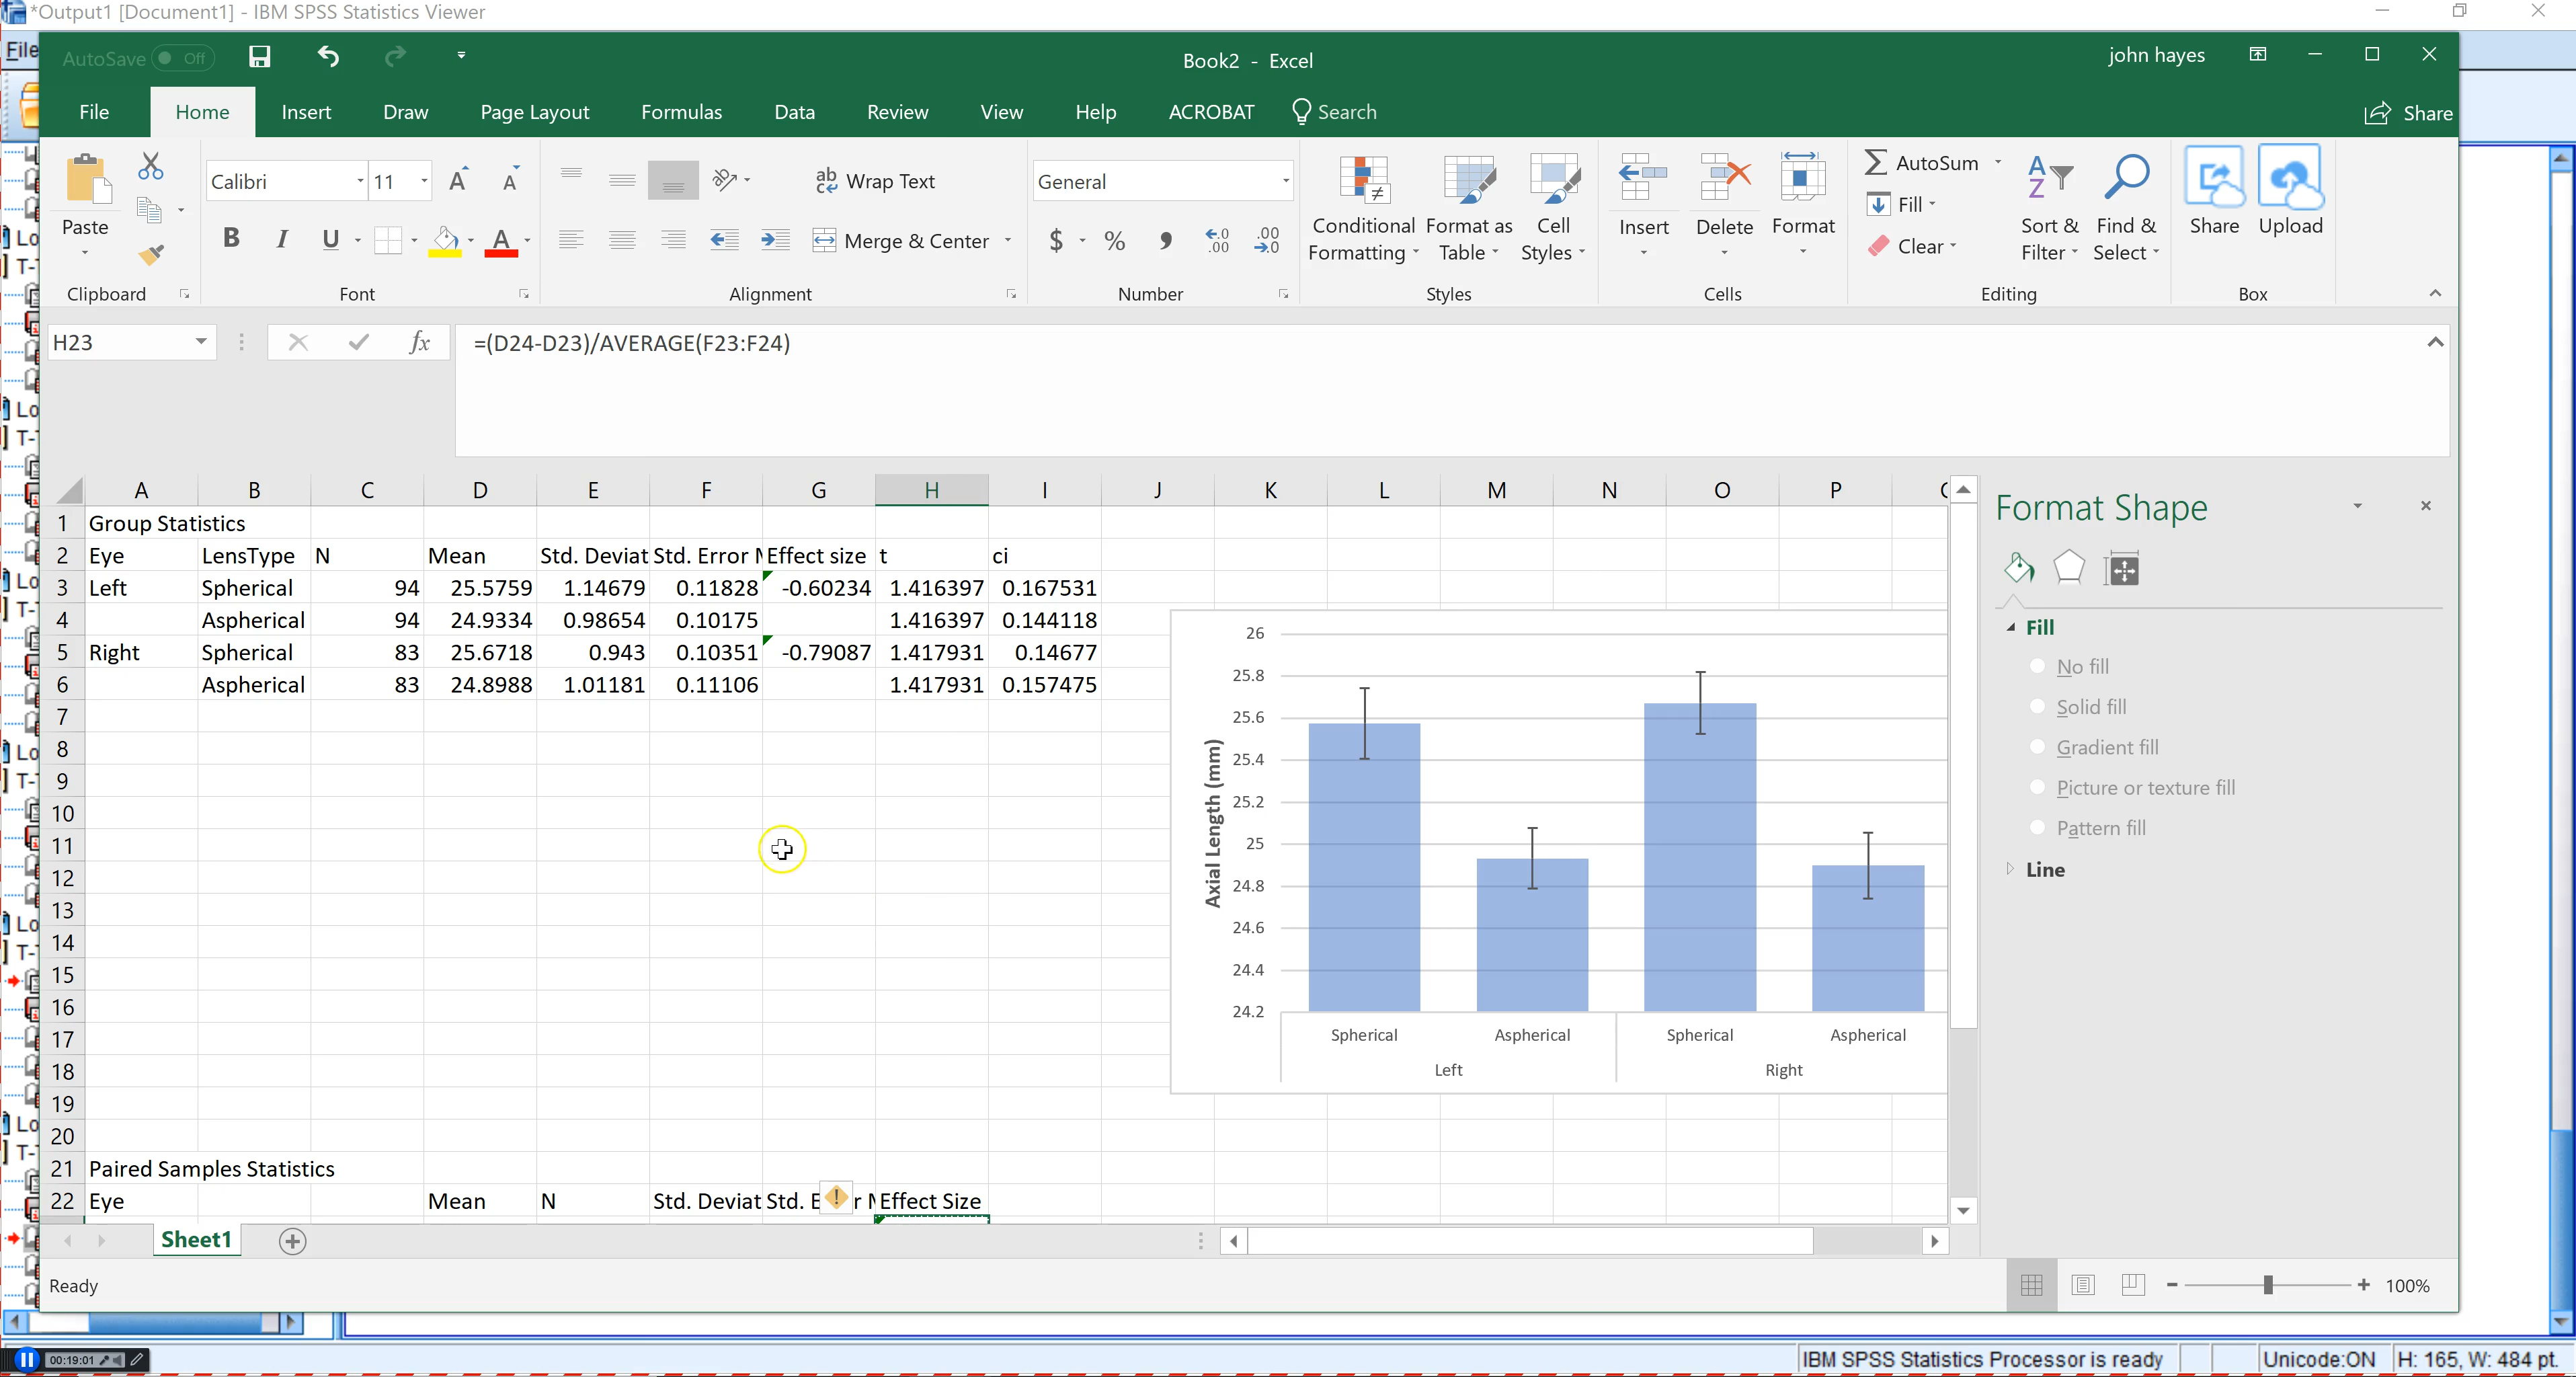 *Output1 [Document1] - IBM SPSS Statistics Viewer
File
AutoSave Off
Book2 - Excel
john hayes
File Home Insert Draw Page Layout Formulas Data Review View Help ACROBAT Search
Share
Paste
Calibri 11
B I U A
Wrap Text
Merge & Center
General
$ % ,
Conditional Formatting
Format as Table
Cell Styles
Insert Delete Format
AutoSum
Fill
Clear
Sort & Filter
Find & Select
Share Upload
Clipboard Font Alignment Number Styles Cells Editing Box
H23 fx =(D24-D23)/AVERAGE(F23:F24)
A B C D E F G H I J K L M N O P
1 Group Statistics
2 Eye LensType N Mean Std. Deviat Std. Error M Effect size t ci
3 Left Spherical 94 25.5759 1.14679 0.11828 -0.60234 1.416397 0.167531
4 Aspherical 94 24.9334 0.98654 0.10175 1.416397 0.144118
5 Right Spherical 83 25.6718 0.943 0.10351 -0.79087 1.417931 0.14677
6 Aspherical 83 24.8988 1.01181 0.11106 1.417931 0.157475
7
8
9
10
11
12
13
14
15
16
17
18
19
20
21 Paired Samples Statistics
22 Eye Mean N Std. Deviat Std. E r M Effect Size
26
25.8
25.6
25.4
25.2
25
24.8
24.6
24.4
24.2
Axial Length (mm)
Spherical Aspherical Spherical Aspherical
Left Right
Format Shape
Fill
No fill
Solid fill
Gradient fill
Picture or texture fill
Pattern fill
Line
Sheet1
Ready
100%
00:19:01
IBM SPSS Statistics Processor is ready
Unicode:ON
H: 165, W: 484 pt.